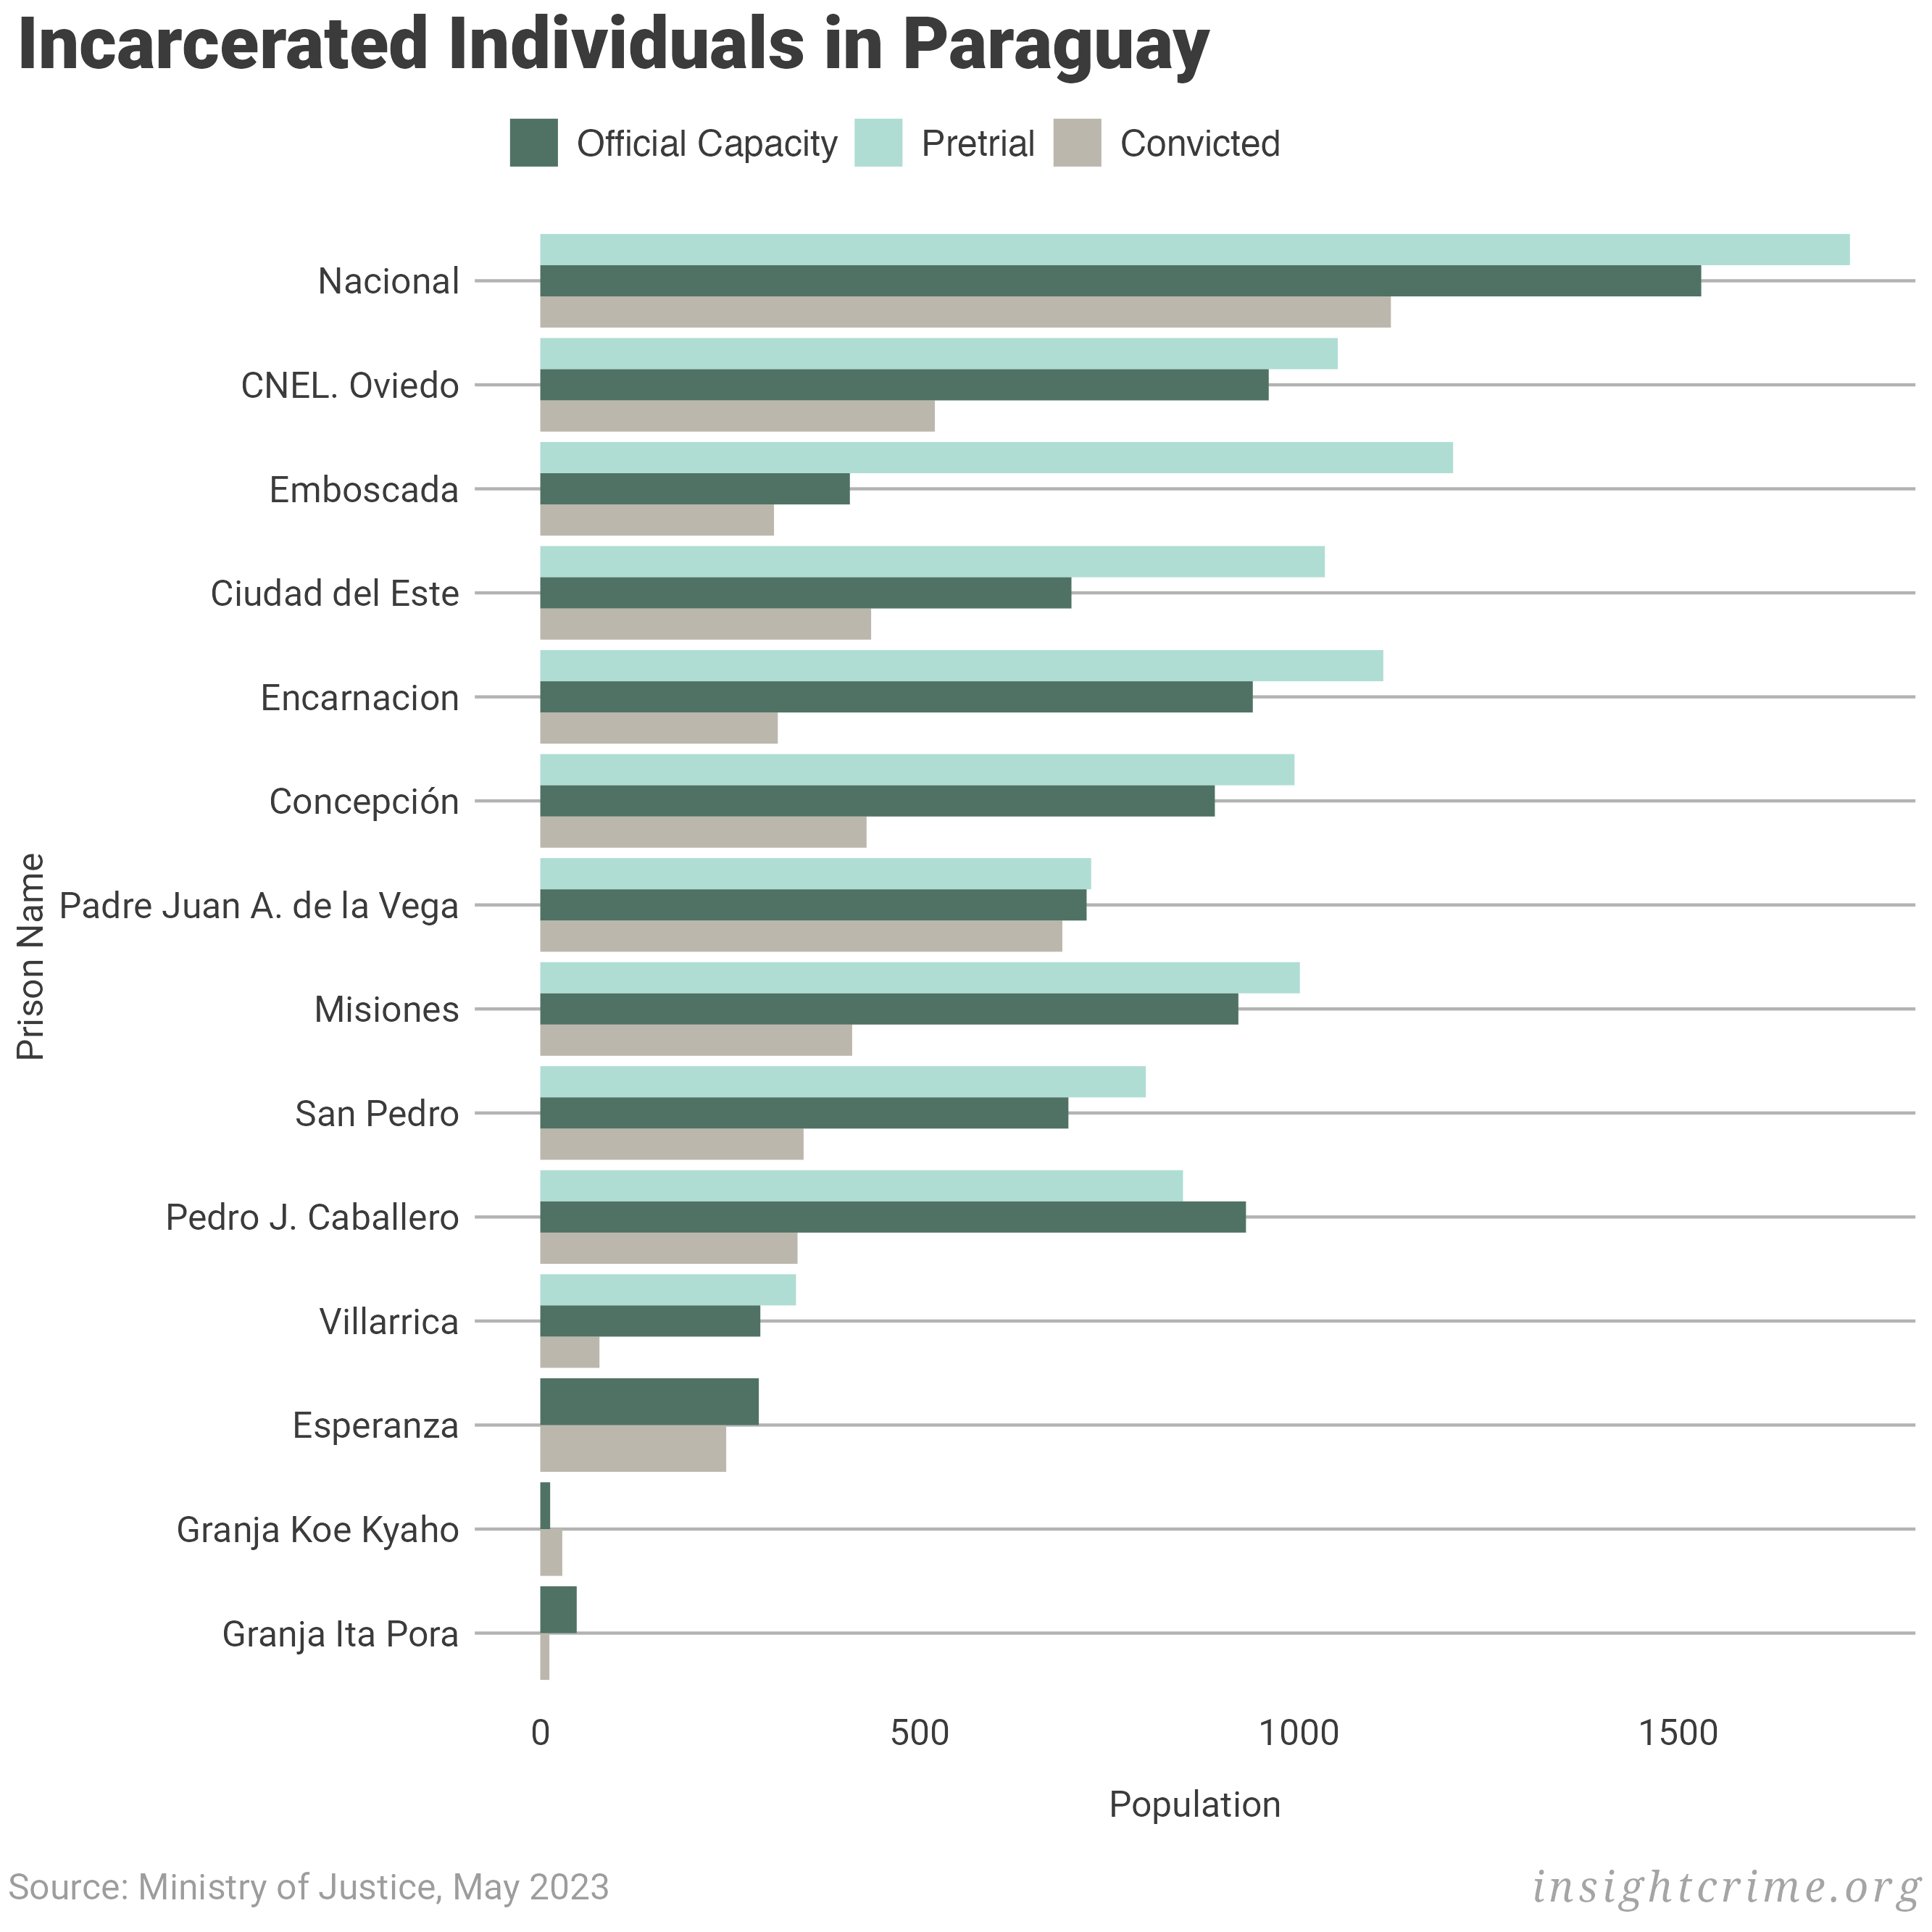 Incarcerated Individuals in Paraguay
Official Capacity Pretrial Convicted
Nacional
CNEL. Oviedo
Emboscada
Ciudad del Este
Encarnacion
Concepción
Padre Juan A. de la Vega
Misiones
San Pedro
Pedro J. Caballero
Villarrica
Esperanza
Granja Koe Kyaho
Granja Ita Pora
Prison Name
0 500 1000 1500
Population
Source: Ministry of Justice, May 2023
insightcrime.org